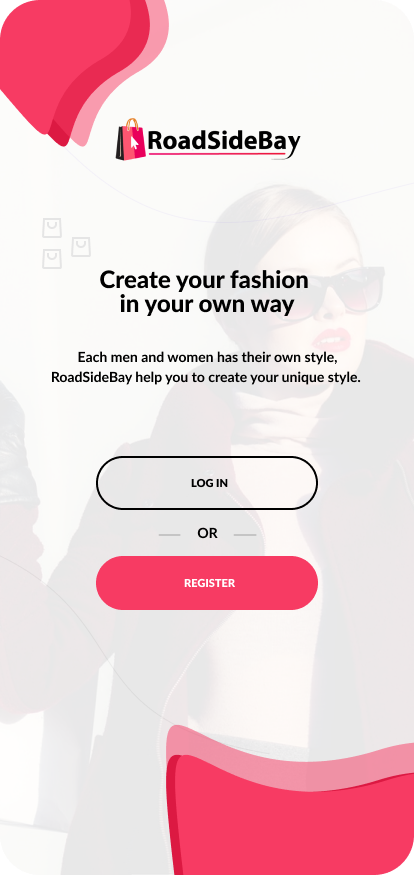 RoadSideBay
Create your fashion
in your own way
Each men and women has their own style,
RoadSideBay help you to create your unique style.
LOG IN
OR
REGISTER